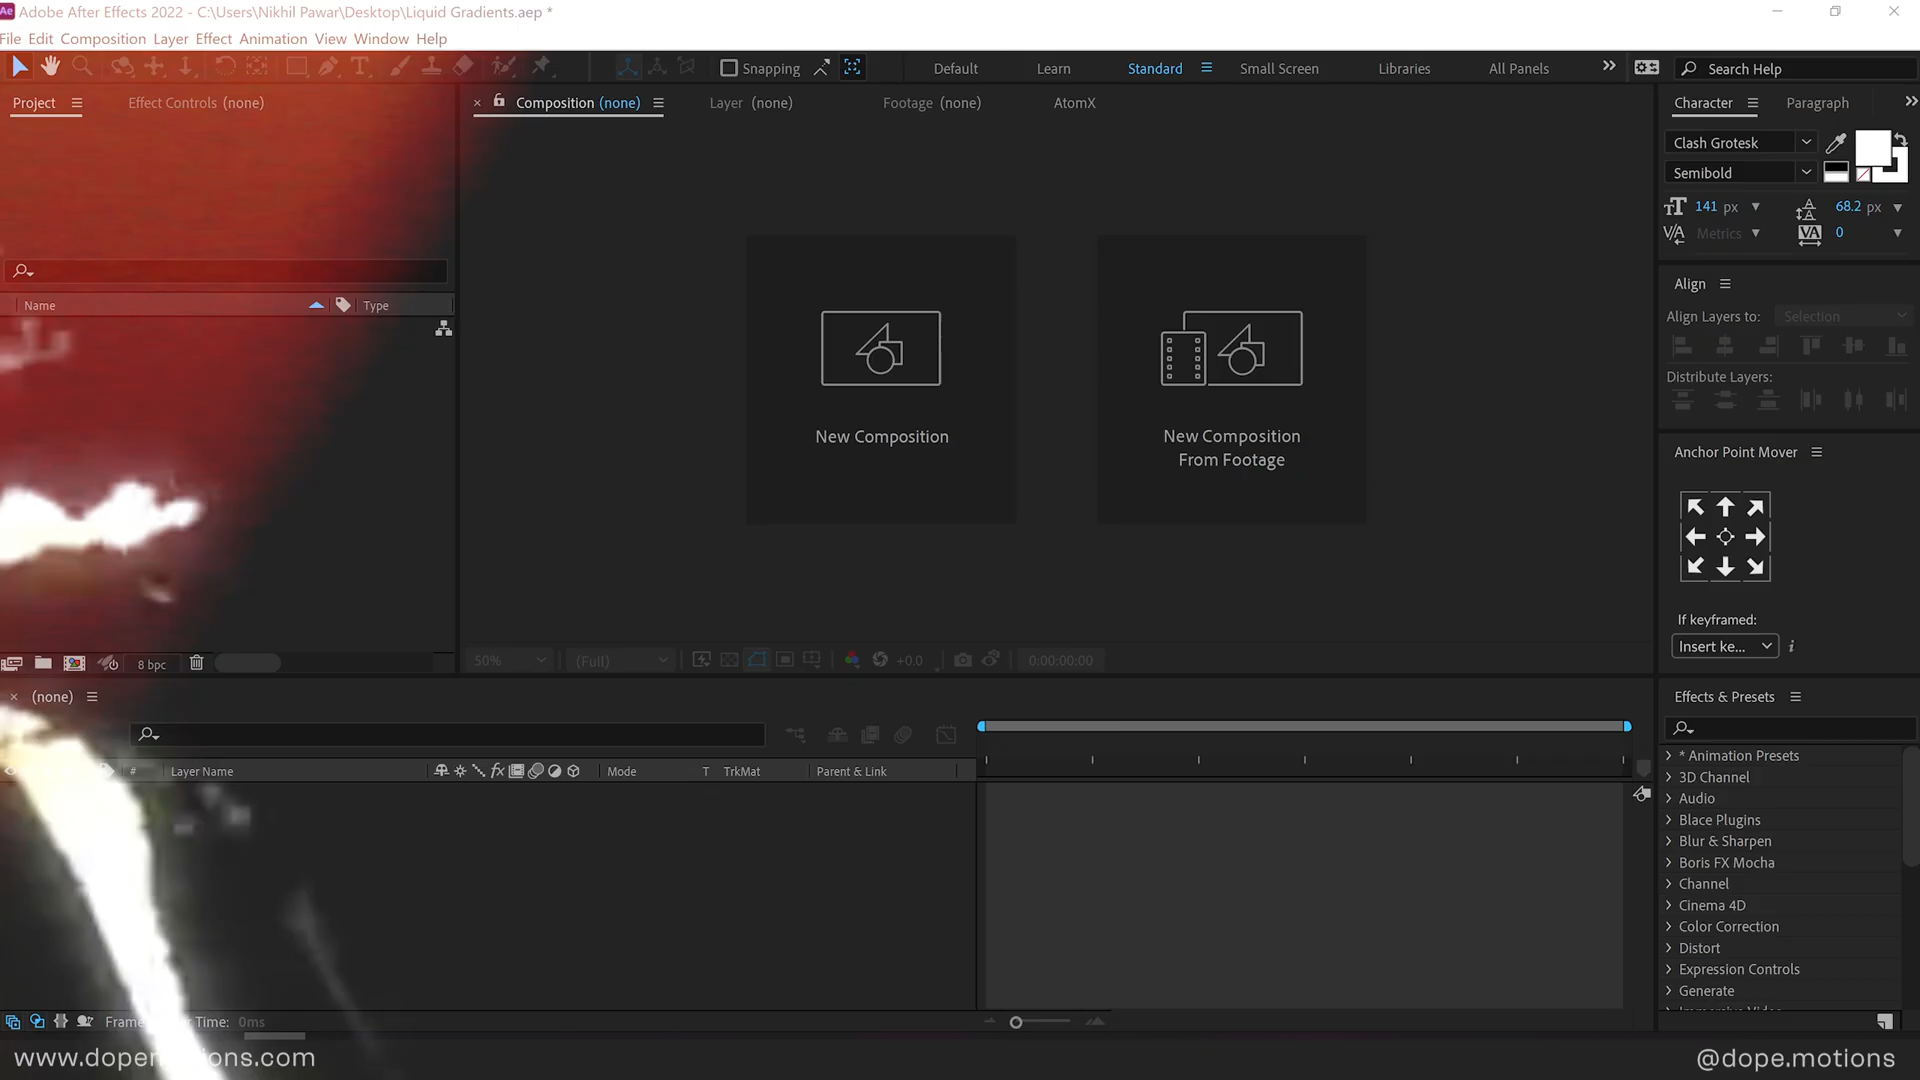 Adobe After Effects 2022 - C:\Users\Nikhil Pawar\Desktop\Liquid Gradients.aep *
File Edit Composition Layer Effect Animation View Window Help
Snapping
Default Learn Standard Small Screen Libraries All Panels
Search Help
Project Effect Controls (none)
Composition (none) Layer (none) Footage (none) AtomX
Character Paragraph
Clash Grotesk
Semibold
141 px 68.2 px
Metrics 0
Name Type
New Composition
New Composition
From Footage
Align
Align Layers to: Selection
Distribute Layers:
Anchor Point Mover
If keyframed:
Insert ke...
8 bpc
50% (Full) +0.0 0:00:00:00
(none)
# Layer Name Mode T TrkMat Parent & Link
Effects & Presets
* Animation Presets
3D Channel
Audio
Blace Plugins
Blur & Sharpen
Boris FX Mocha
Channel
Cinema 4D
Color Correction
Distort
Expression Controls
Generate
Time: 0ms
www.dopemotions.com
@dope.motions